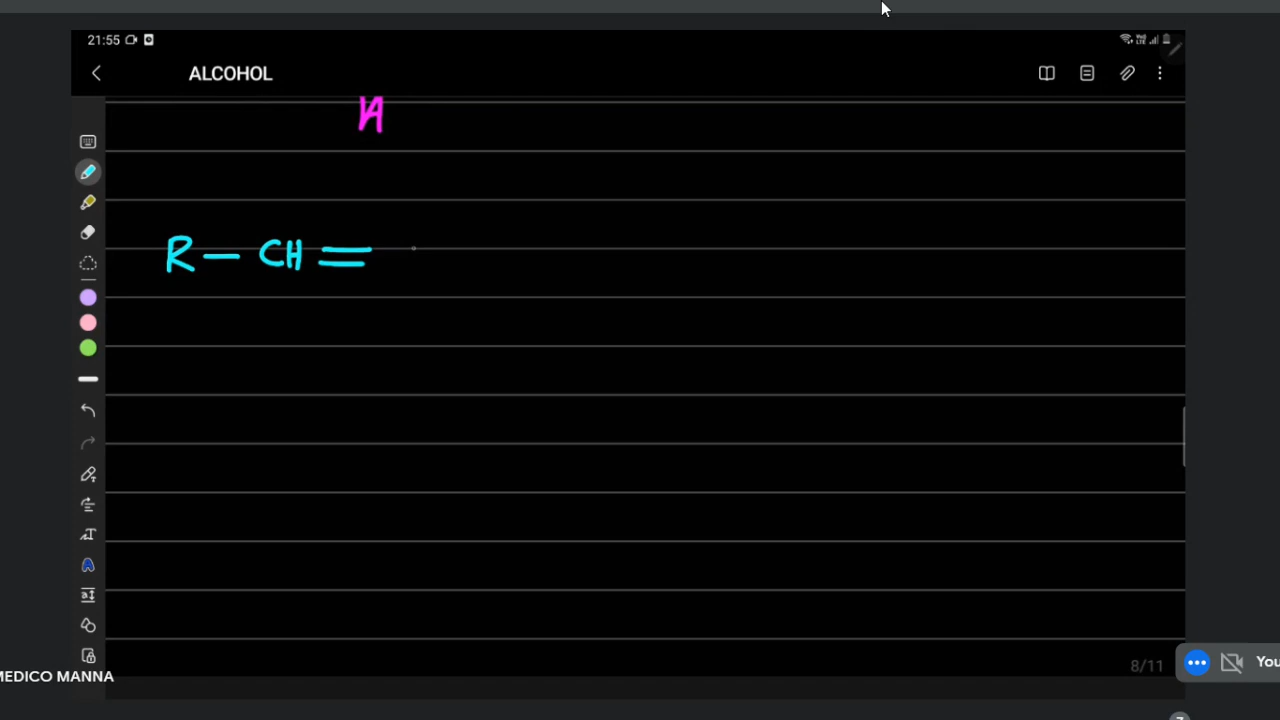 21:55
ALCOHOL
R — CH =
8/11
MEDICO MANNA
You